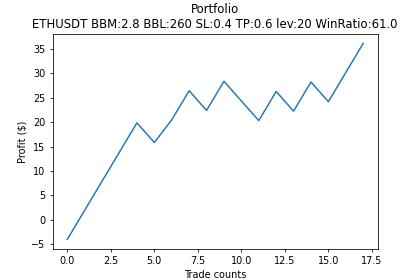 Portfolio
ETHUSDT BBM:2.8 BBL:260 SL:0.4 TP:0.6 lev:20 WinRatio:61.0
35
30
25
20
15
10
5
0
−5
Profit ($)
0.0 2.5 5.0 7.5 10.0 12.5 15.0 17.5
Trade counts